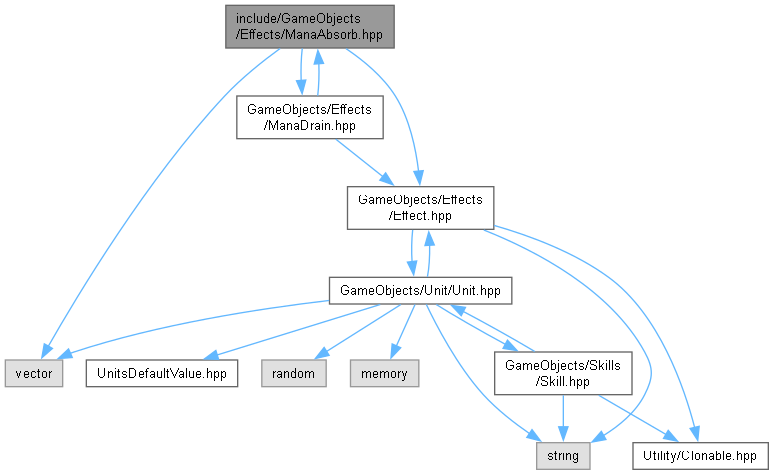 include/GameObjects
/Effects/ManaAbsorb.hpp
GameObjects/Effects
/ManaDrain.hpp
GameObjects/Effects
/Effect.hpp
GameObjects/Unit/Unit.hpp
vector
UnitsDefaultValue.hpp
random
memory
GameObjects/Skills
/Skill.hpp
string
Utility/Clonable.hpp